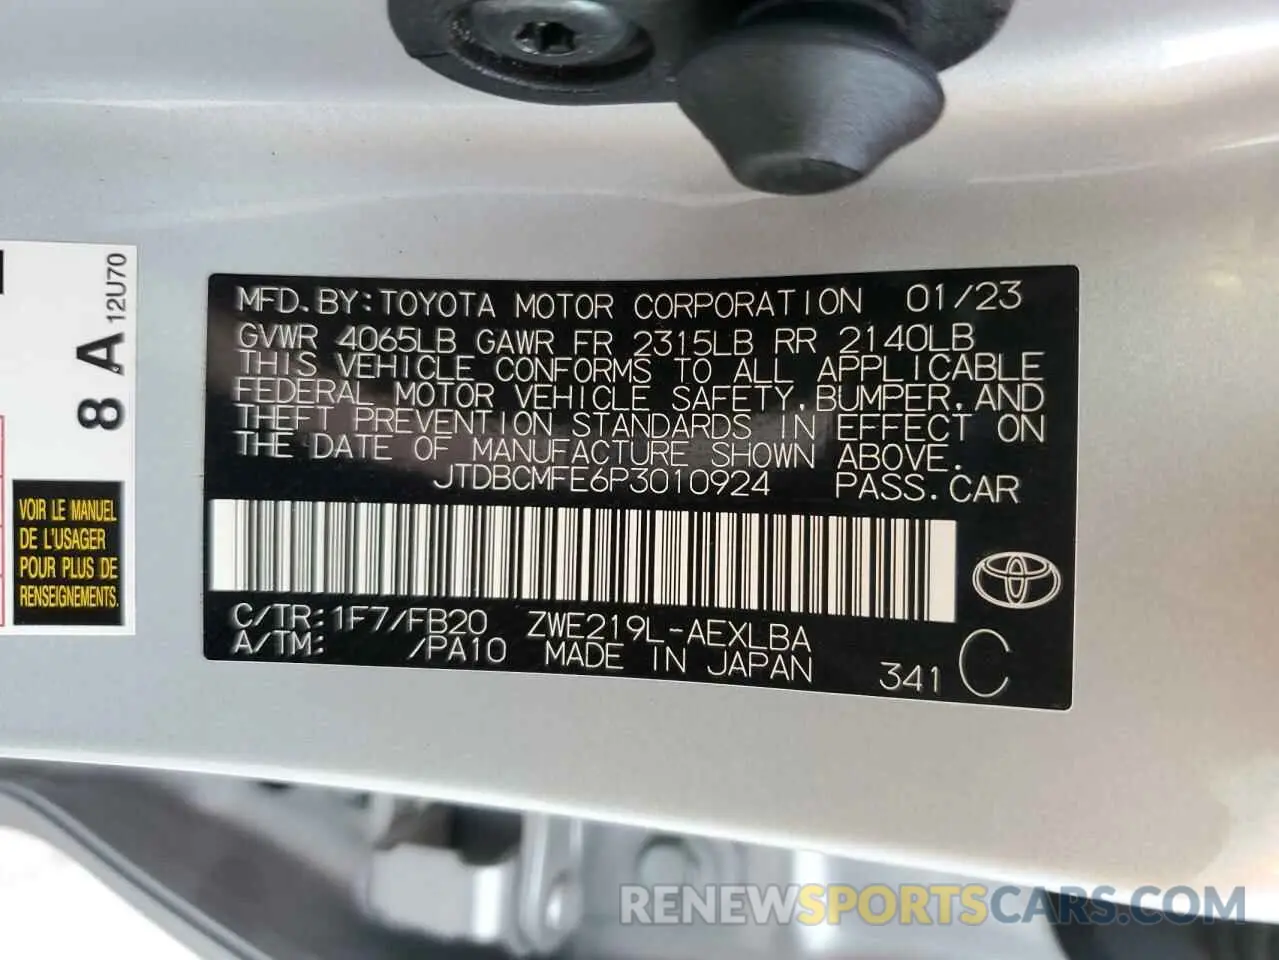 8 A 12U70
VOIR LE MANUEL
DE L'USAGER
POUR PLUS DE
RENSEIGNEMENTS.
MFD.BY:TOYOTA MOTOR CORPORATION 01/23
GVWR 4065LB GAWR FR 2315LB RR 2140LB
THIS VEHICLE CONFORMS TO ALL APPLICABLE
FEDERAL MOTOR VEHICLE SAFETY,BUMPER,AND
THEFT PREVENTION STANDARDS IN EFFECT ON
THE DATE OF MANUFACTURE SHOWN ABOVE.
JTDBCMFE6P3010924 PASS.CAR
C/TR:1F7/FB20 ZWE219L-AEXLBA
A/TM: /PA10 MADE IN JAPAN 341 C
RENEWSPORTSCARS.COM